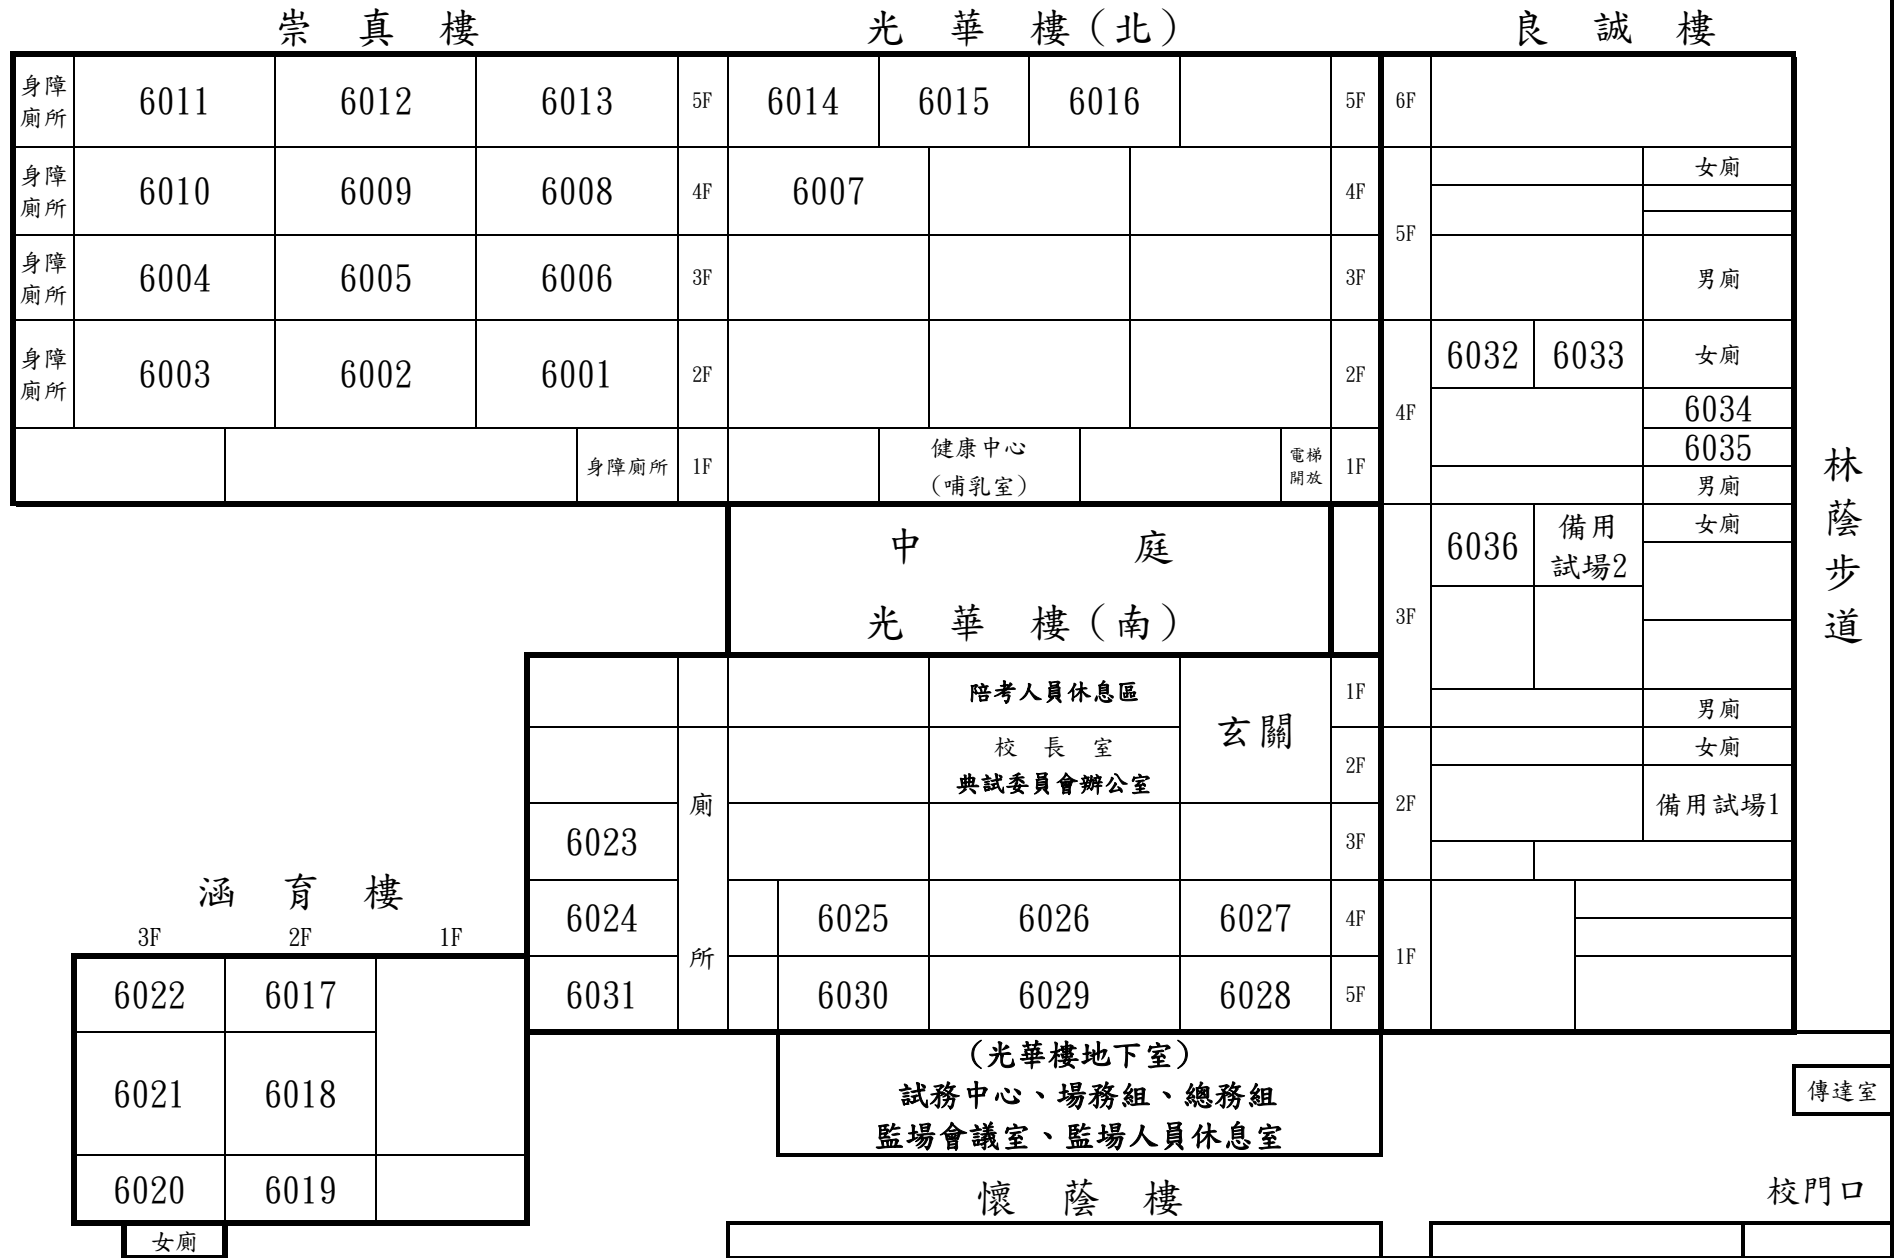 崇真樓 光華樓(北) 良誠樓
身障廁所 6011 6012 6013 5F 6014 6015 6016 5F 6F
身障廁所 6010 6009 6008 4F 6007 4F 女廁
5F
身障廁所 6004 6005 6006 3F 3F 男廁
身障廁所 6003 6002 6001 2F 2F 6032 6033 女廁
4F 6034
6035
身障廁所 1F 健康中心 電梯開放 1F
(哺乳室) 男廁
中庭 6036 備用試場2 女廁
光華樓(南) 3F
陪考人員休息區 玄關 1F 男廁
校長室 2F 女廁
典試委員會辦公室
廁所 2F 備用試場1
6023 3F
6024 6025 6026 6027 4F
6031 6030 6029 6028 5F 1F
林蔭步道
涵育樓
3F 2F 1F
6022 6017
6021 6018
6020 6019
女廁
(光華樓地下室)
試務中心、場務組、總務組
監場會議室、監場人員休息室
傳達室
懷蔭樓 校門口